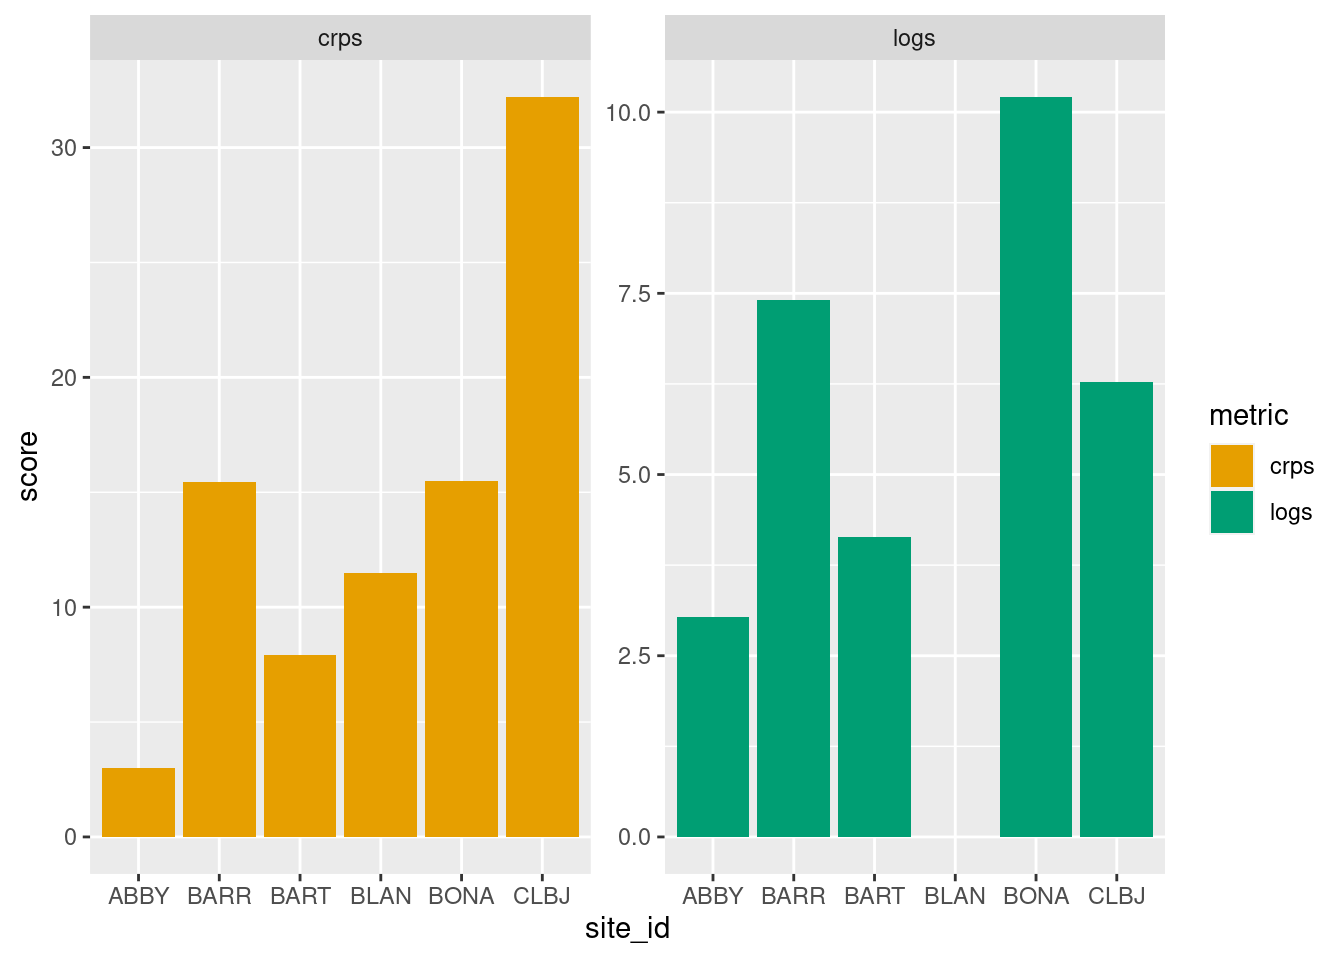 crps
logs
30
20
10
0
10.0
7.5
5.0
2.5
0.0
score
ABBY BARR BART BLAN BONA CLBJ
ABBY BARR BART BLAN BONA CLBJ
site_id
metric
crps
logs